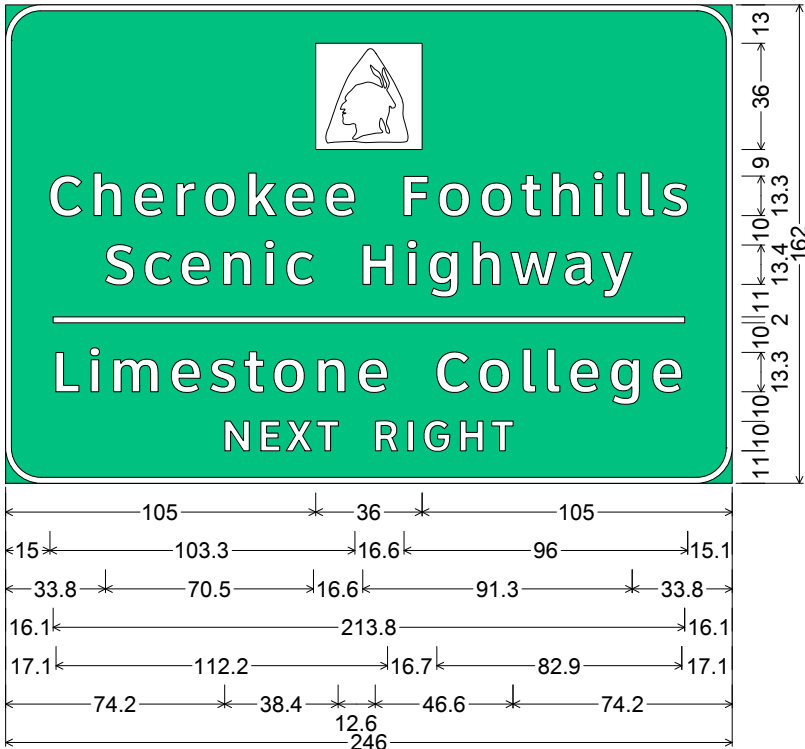 Cherokee Foothills
Scenic Highway
Limestone College
NEXT RIGHT
13
36
9
13.3
10
13.4
11
2
10
13.3
10
10
11
162
105 36 105
15 103.3 16.6 96 15.1
33.8 70.5 16.6 91.3 33.8
16.1 213.8 16.1
17.1 112.2 16.7 82.9 17.1
74.2 38.4 12.6 46.6 74.2
246